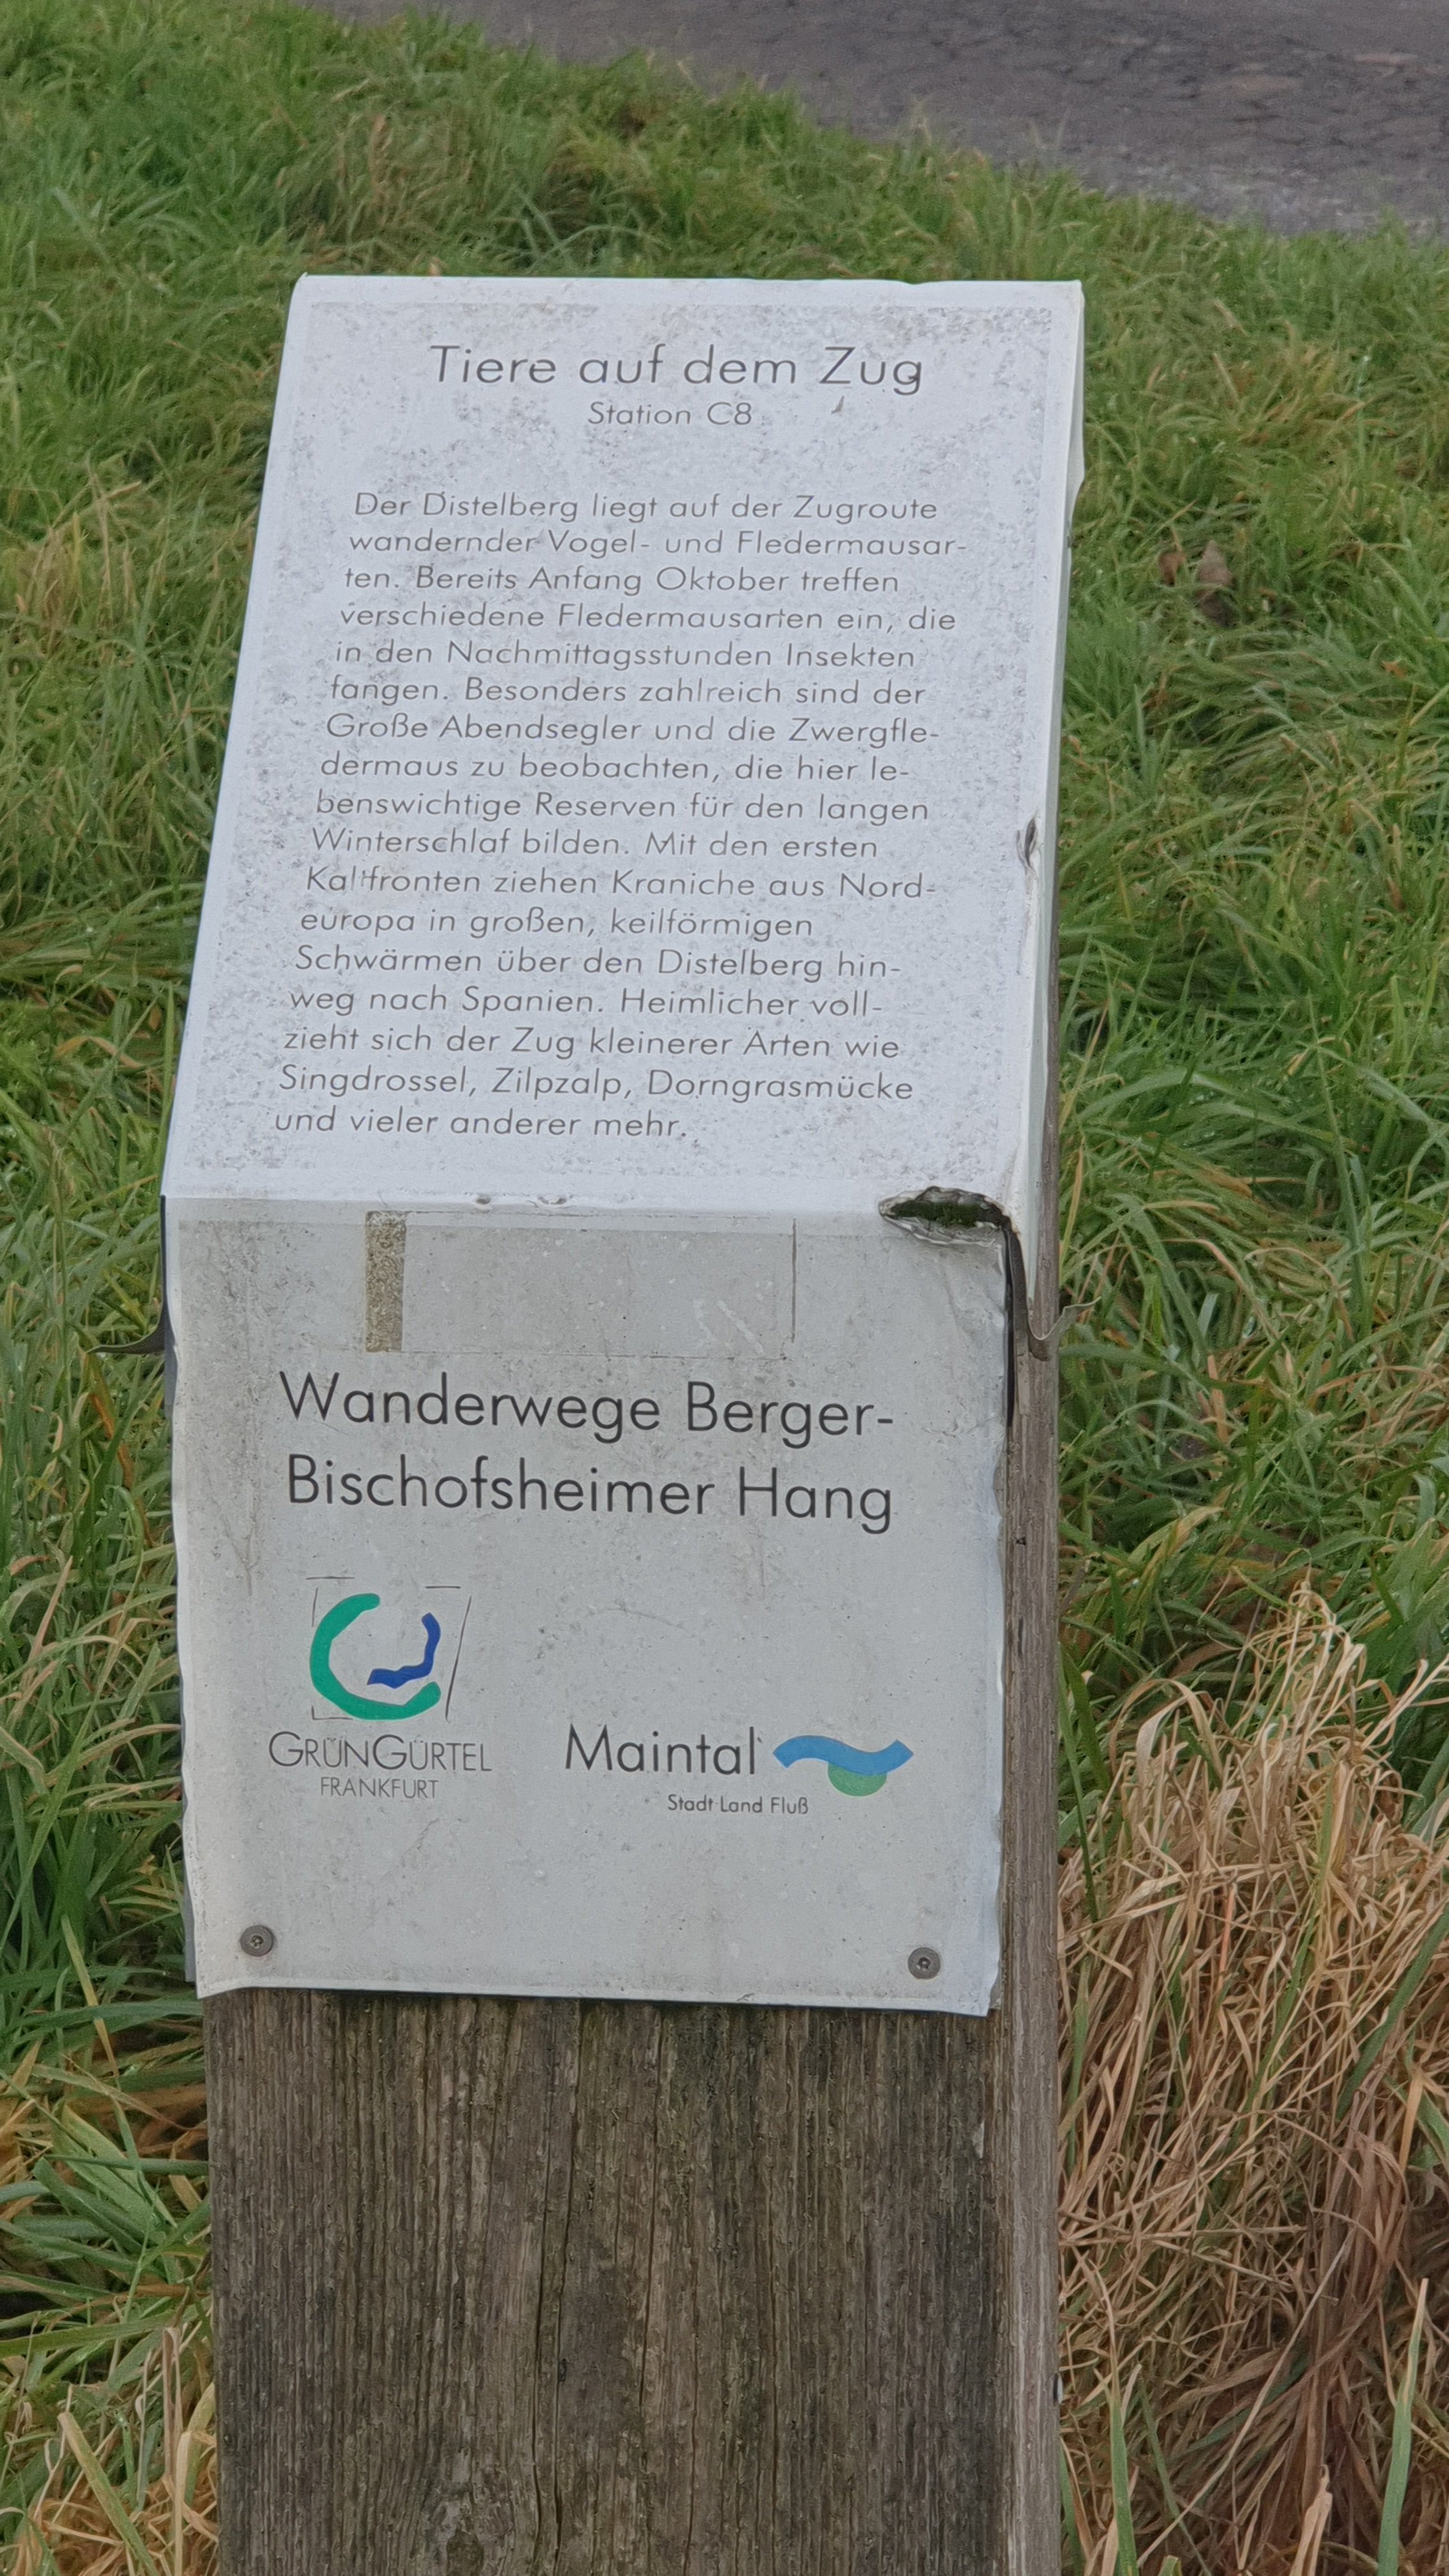 Tiere auf dem Zug
Station C8
Der Distelberg liegt auf der Zugroute
wandernder Vogel- und Fledermausar-
ten. Bereits Anfang Oktober treffen
verschiedene Fledermausarten ein, die
in den Nachmittagsstunden Insekten
fangen. Besonders zahlreich sind der
Große Abendsegler und die Zwergfle-
dermaus zu beobachten, die hier le-
benswichtige Reserven für den langen
Winterschlaf bilden. Mit den ersten
Kaltfronten ziehen Kraniche aus Nord-
europa in großen, keilförmigen
Schwärmen über den Distelberg hin-
weg nach Spanien. Heimlicher voll-
zieht sich der Zug kleinerer Arten wie
Singdrossel, Zilpzalp, Dorngrasmücke
und vieler anderer mehr.
Wanderwege Berger-
Bischofsheimer Hang
GRÜNGÜRTEL
FRANKFURT
Maintal
Stadt Land Fluß